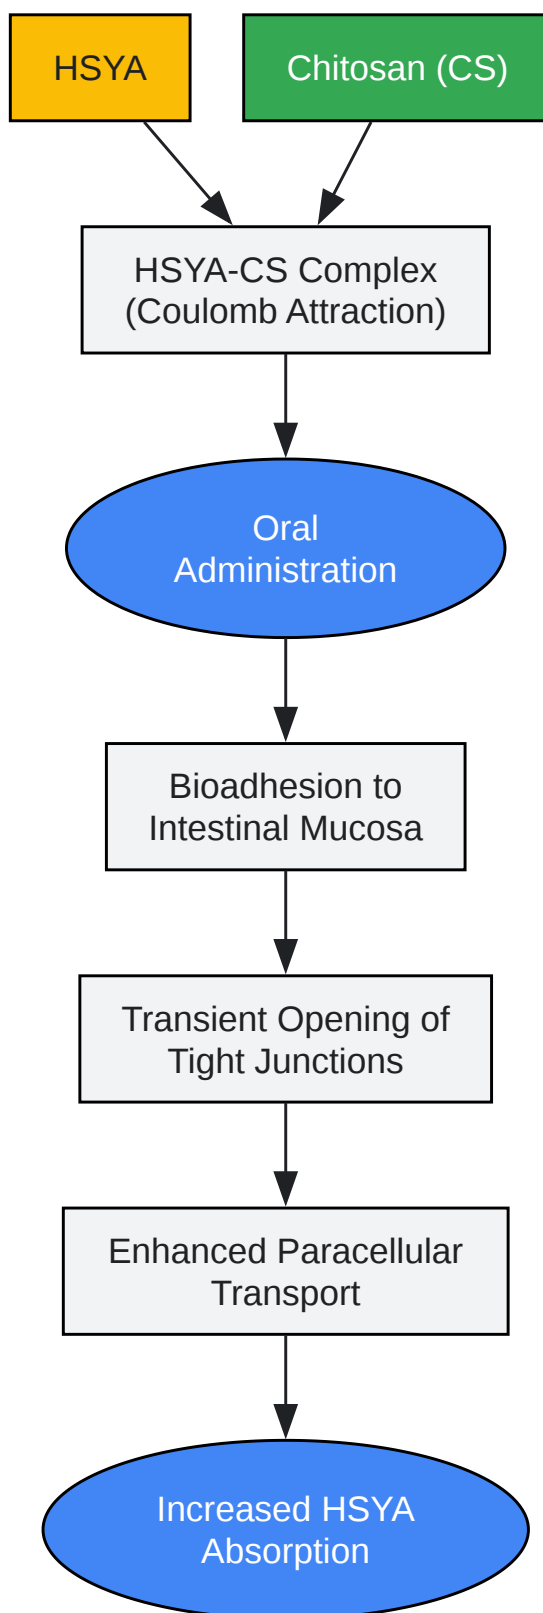 HSYA
Chitosan (CS)
HSYA-CS Complex
(Coulomb Attraction)
Oral
Administration
Bioadhesion to
Intestinal Mucosa
Transient Opening of
Tight Junctions
Enhanced Paracellular
Transport
Increased HSYA
Absorption